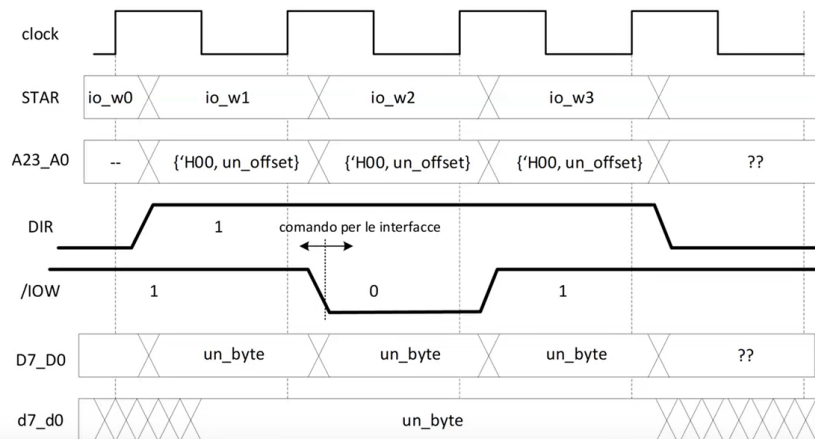 clock
STAR io_w0 io_w1 io_w2 io_w3
A23_A0 -- {‘H00, un_offset} {‘H00, un_offset} {‘H00, un_offset} ??
DIR 1 comando per le interfacce
/IOW 1 0 1
D7_D0 un_byte un_byte un_byte ??
d7_d0 un_byte